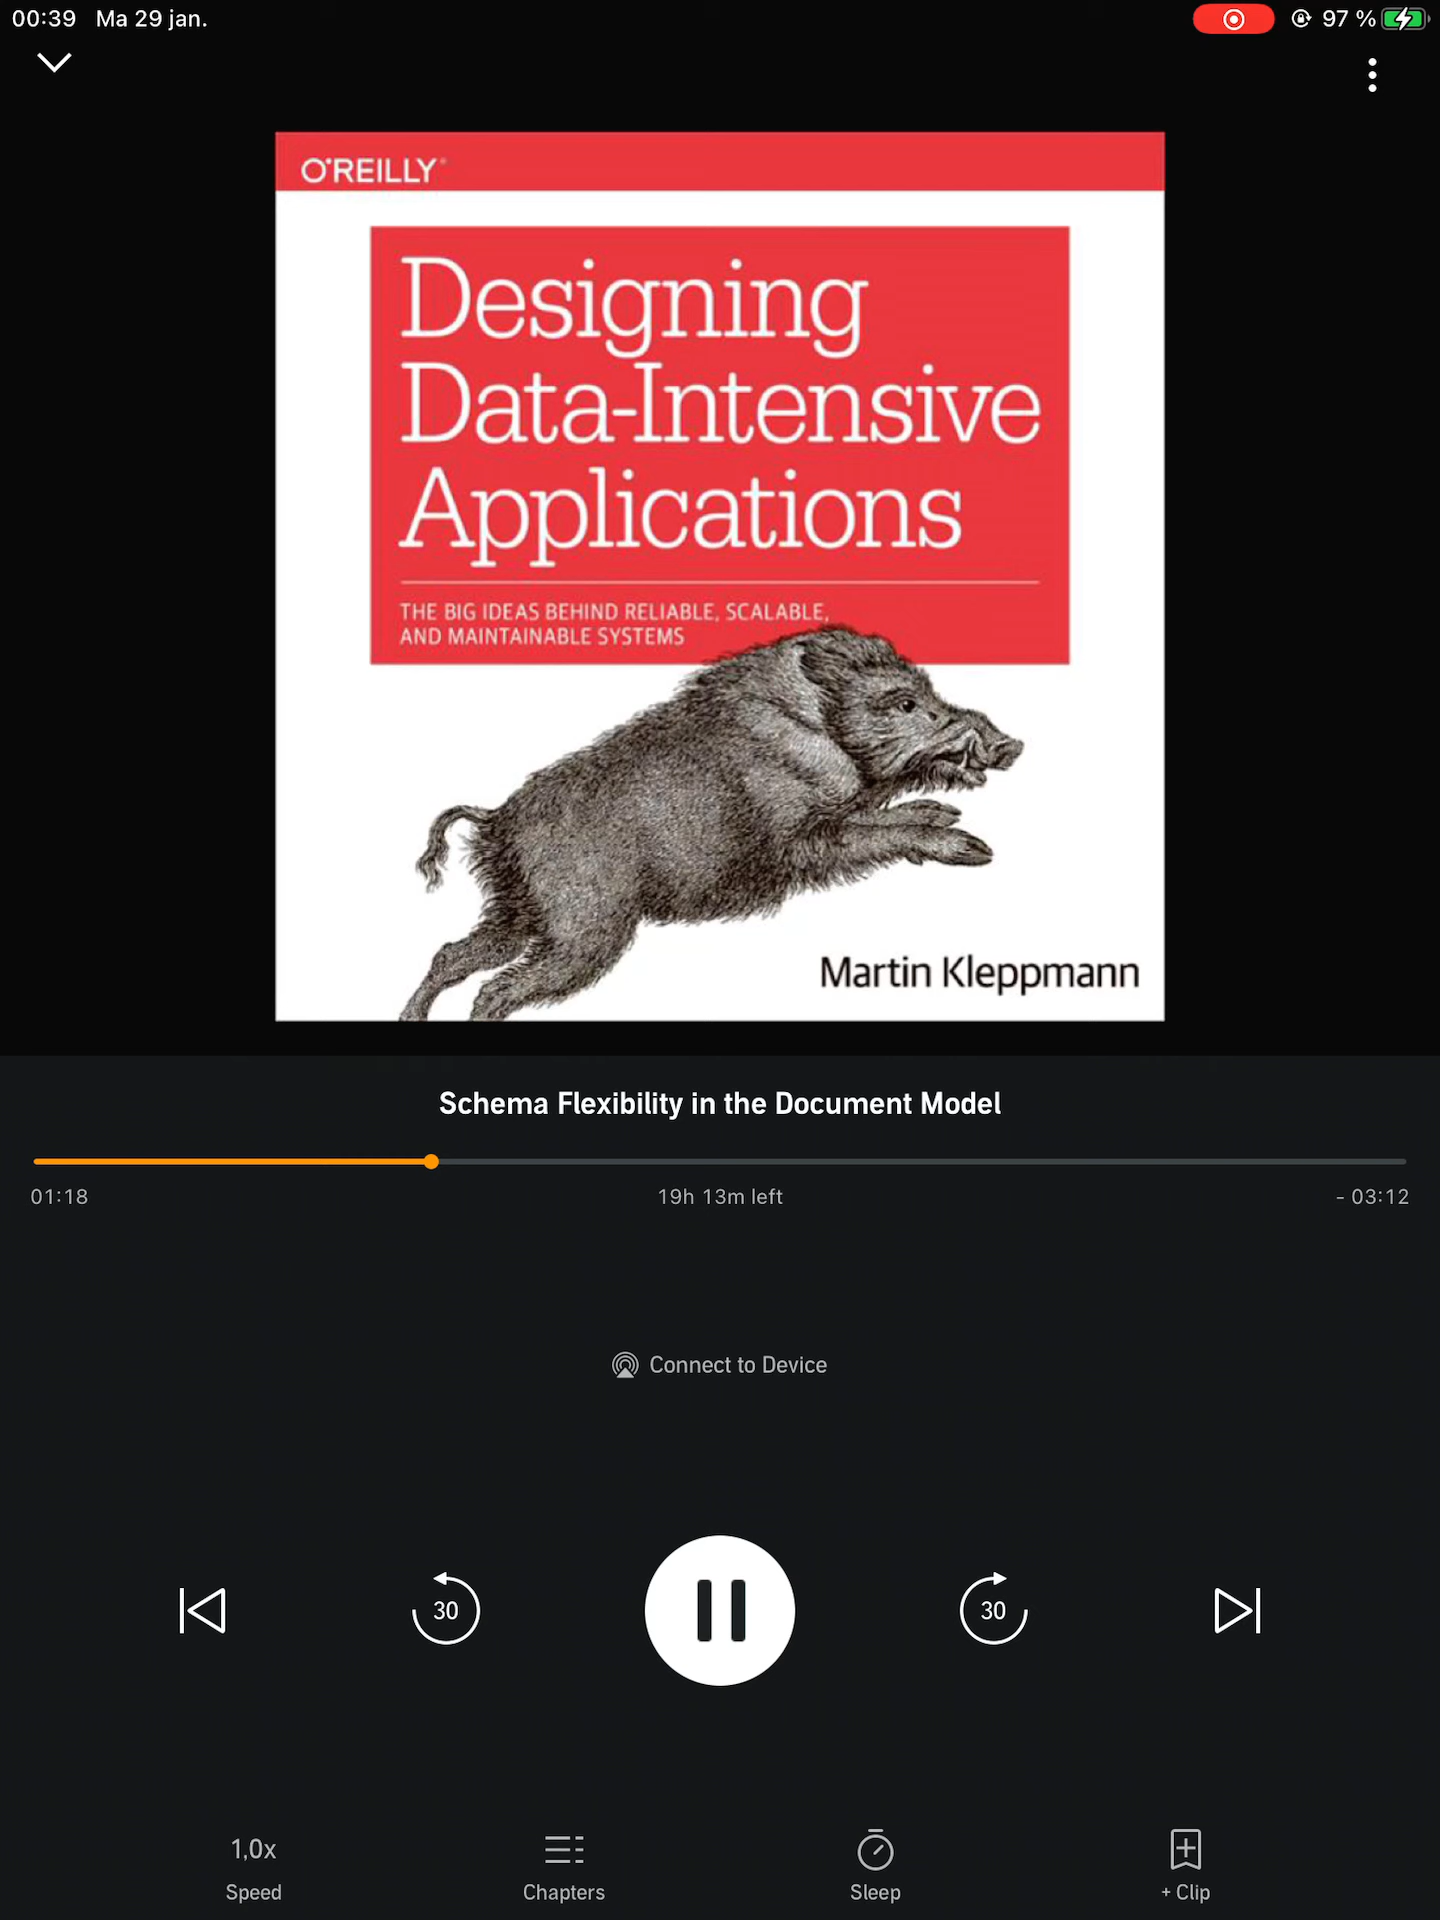 00:39 Ma 29 jan. 97 %
O'REILLY
Designing
Data-Intensive
Applications
THE BIG IDEAS BEHIND RELIABLE, SCALABLE,
AND MAINTAINABLE SYSTEMS
Martin Kleppmann
Schema Flexibility in the Document Model
01:18 19h 13m left - 03:12
Connect to Device
30 30
1,0x
Speed Chapters Sleep + Clip